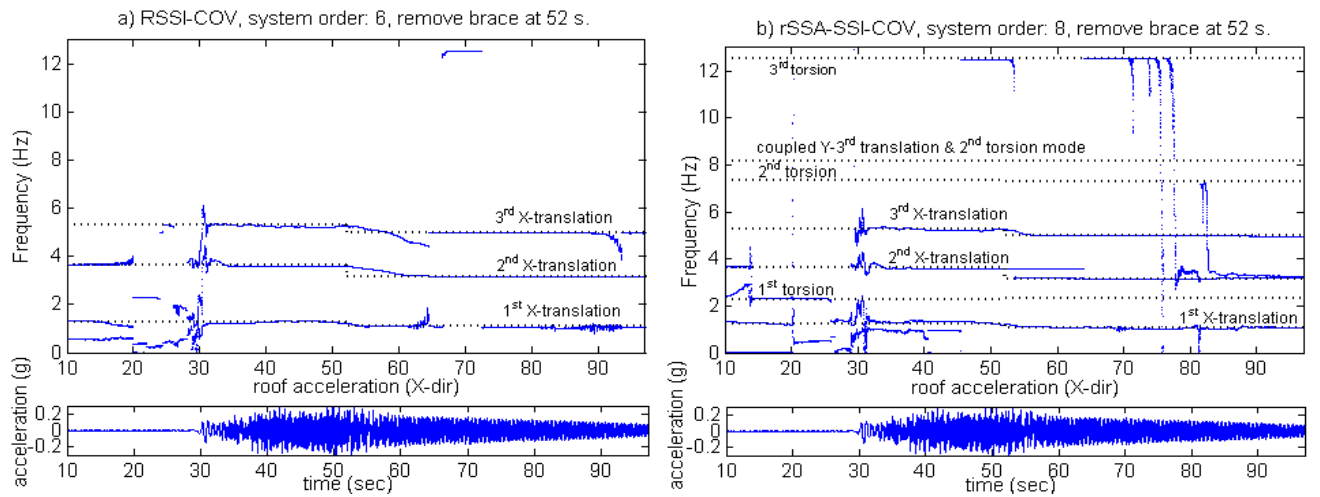 a) RSSI-COV, system order: 6, remove brace at 52 s.
12
10
8
6
4
2
0
Frequency (Hz)
3rd X-translation
2nd X-translation
1st X-translation
10 20 30 40 50 60 70 80 90
roof acceleration (X-dir)
acceleration (g)
0.2
0
-0.2
10 20 30 40 50 60 70 80 90
time (sec)
b) rSSA-SSI-COV, system order: 8, remove brace at 52 s.
12
10
8
6
4
2
0
Frequency (Hz)
3rd torsion
coupled Y-3rd translation & 2nd torsion mode
2nd torsion
3rd X-translation
2nd X-translation
1st torsion
1st X-translation
10 20 30 40 50 60 70 80 90
roof acceleration (X-dir)
acceleration (g)
0.2
0
-0.2
10 20 30 40 50 60 70 80 90
time (sec)